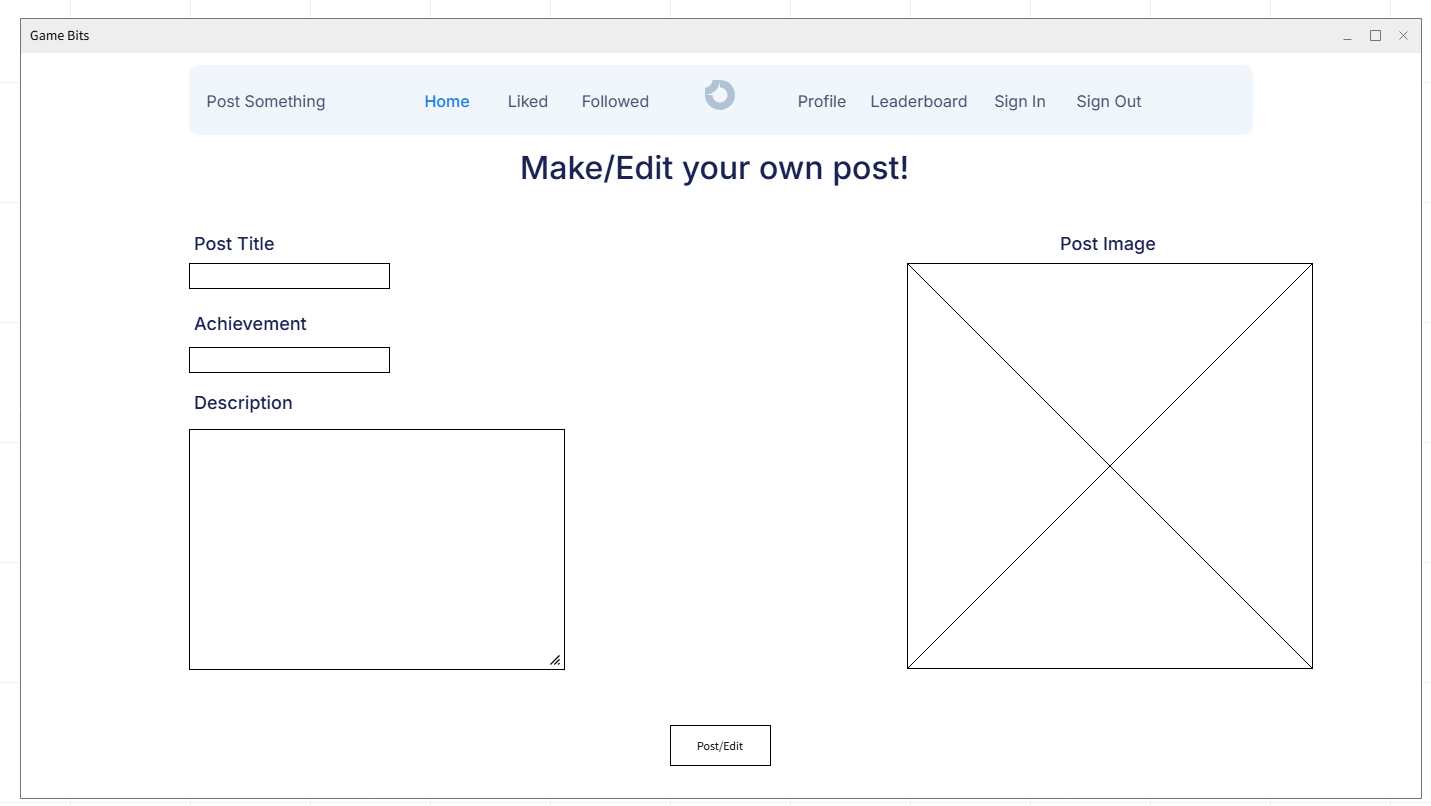 Game Bits
Post Something Home Liked Followed Profile Leaderboard Sign In Sign Out
Make/Edit your own post!
Post Title
Post Image
Achievement
Description
Post/Edit